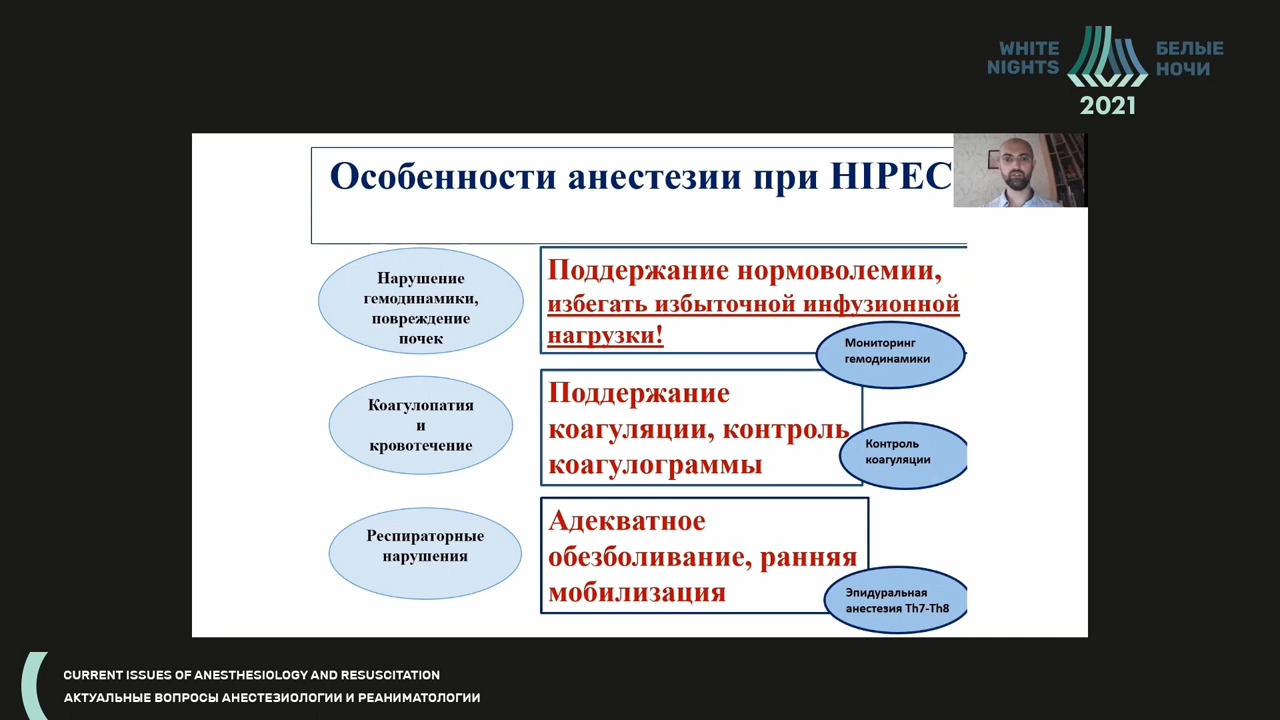 WHITE
NIGHTS
БЕЛЫЕ
НОЧИ
2021
Особенности анестезии при HIPEC
Нарушение
гемодинамики,
повреждение
почек
Поддержание нормоволемии,
избегать избыточной инфузионной
нагрузки!
Мониторинг
гемодинамики
Коагулопатия
и
кровотечение
Поддержание
коагуляции, контроль
коагулограммы
Контроль
коагуляции
Респираторные
нарушения
Адекватное
обезболивание, ранняя
мобилизация
Эпидуральная
анестезия Th7-Th8
CURRENT ISSUES OF ANESTHESIOLOGY AND RESUSCITATION
АКТУАЛЬНЫЕ ВОПРОСЫ АНЕСТЕЗИОЛОГИИ И РЕАНИМАТОЛОГИИ